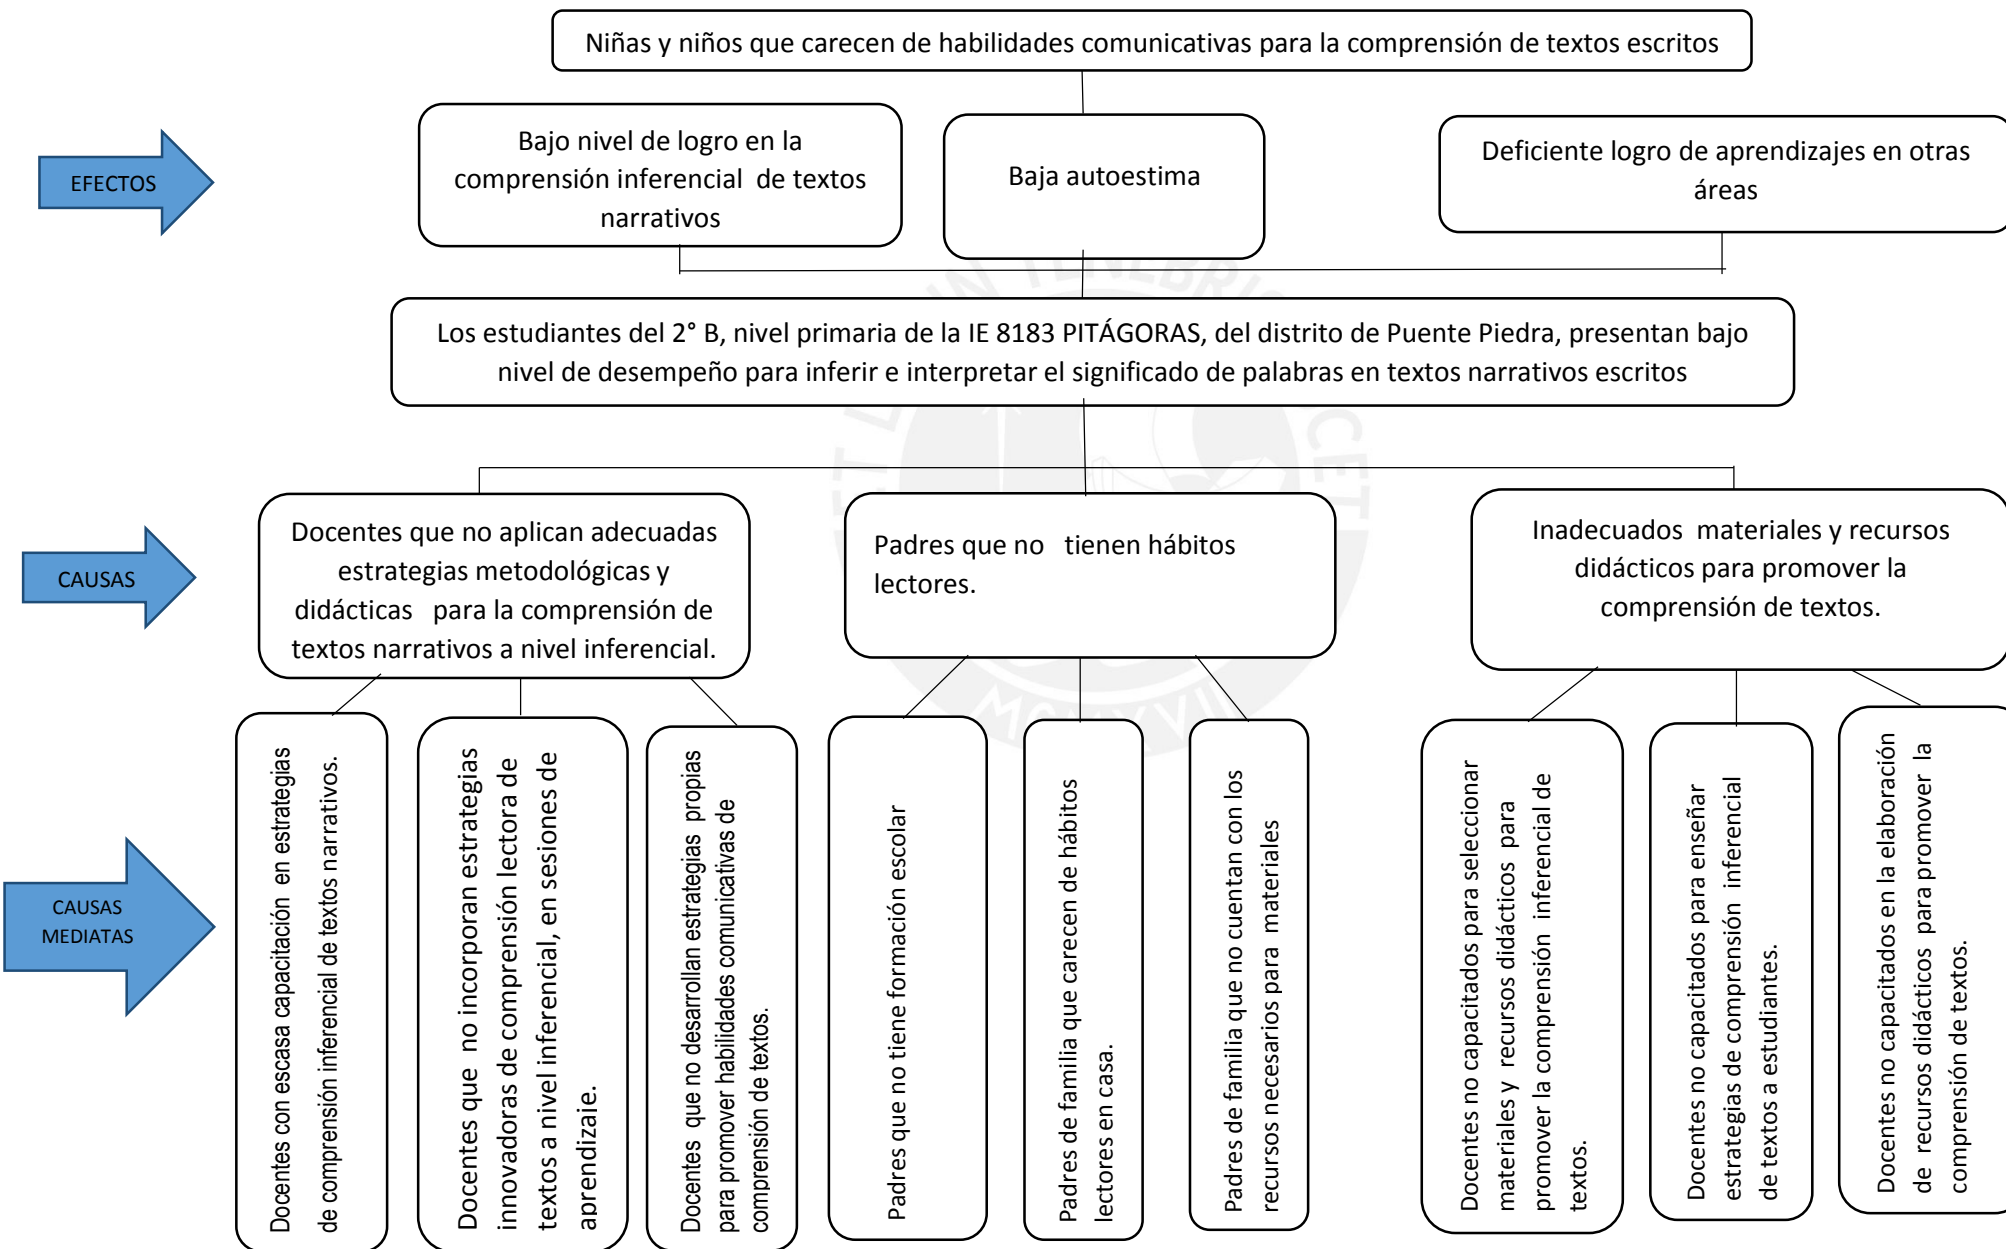 Niñas y niños que carecen de habilidades comunicativas para la comprensión de textos escritos
EFECTOS
Bajo nivel de logro en la
comprensión inferencial de textos
narrativos
Baja autoestima
Deficiente logro de aprendizajes en otras
áreas
Los estudiantes del 2° B, nivel primaria de la IE 8183 PITÁGORAS, del distrito de Puente Piedra, presentan bajo
nivel de desempeño para inferir e interpretar el significado de palabras en textos narrativos escritos
CAUSAS
Docentes que no aplican adecuadas
estrategias metodológicas y
didácticas para la comprensión de
textos narrativos a nivel inferencial.
Padres que no tienen hábitos
lectores.
Inadecuados materiales y recursos
didácticos para promover la
comprensión de textos.
CAUSAS
MEDIATAS
Docentes con escasa capacitación en estrategias
de comprensión inferencial de textos narrativos.
Docentes que no incorporan estrategias
innovadoras de comprensión lectora de
textos a nivel inferencial, en sesiones de
aprendizaje.
Docentes que no desarrollan estrategias propias
para promover habilidades comunicativas de
comprensión de textos.
Padres que no tiene formación escolar
Padres de familia que carecen de hábitos
lectores en casa.
Padres de familia que no cuentan con los
recursos necesarios para materiales
Docentes no capacitados para seleccionar
materiales y recursos didácticos para
promover la comprensión inferencial de
textos.
Docentes no capacitados para enseñar
estrategias de comprensión inferencial
de textos a estudiantes.
Docentes no capacitados en la elaboración
de recursos didácticos para promover la
comprensión de textos.
MCMXVII